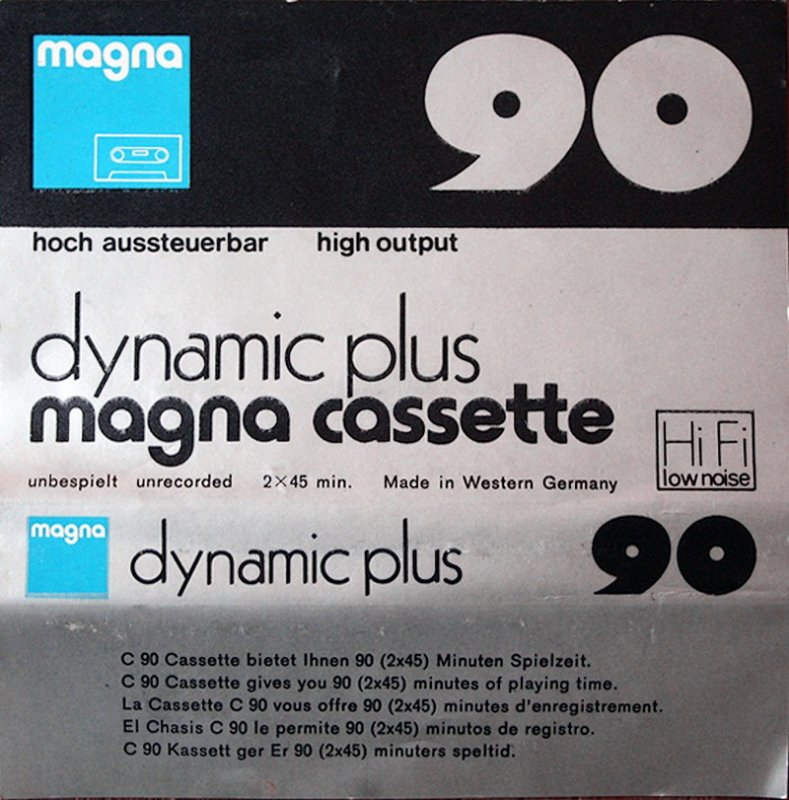 magna
90
hoch aussteuerbar high output
dynamic plus
magna cassette
Hi Fi
low noise
unbespielt unrecorded 2×45 min. Made in Western Germany
magna
dynamic plus
90
C 90 Cassette bietet Ihnen 90 (2x45) Minuten Spielzeit.
C 90 Cassette gives you 90 (2x45) minutes of playing time.
La Cassette C 90 vous offre 90 (2x45) minutes d'enregistrement.
El Chasis C 90 le permite 90 (2x45) minutos de registro.
C 90 Kassett ger Er 90 (2x45) minuters speltid.